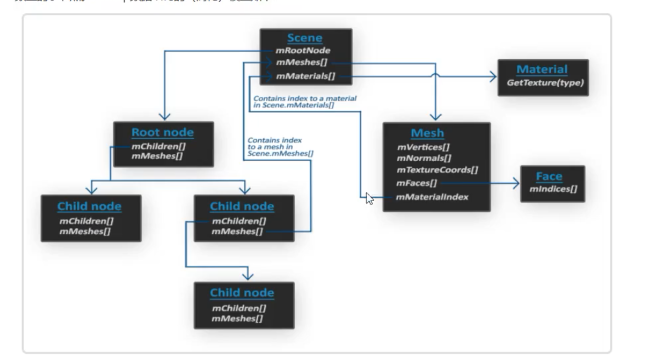 Scene
mRootNode
mMeshes[]
mMaterials[]
Material
GetTexture(type)
Contains index to a material
in Scene.mMaterials[]
Root node
mChildren[]
mMeshes[]
Contains index
to a mesh in
Scene.mMeshes[]
Mesh
mVertices[]
mNormals[]
mTextureCoords[]
mFaces[]
mMaterialIndex
Face
mIndices[]
Child node
mChildren[]
mMeshes[]
Child node
mChildren[]
mMeshes[]
Child node
mChildren[]
mMeshes[]